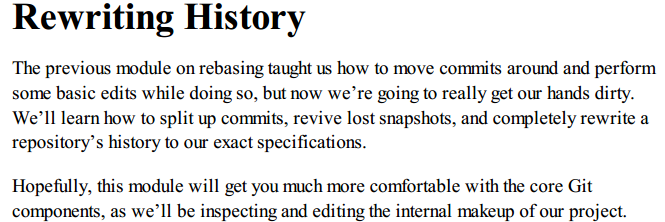 Rewriting History
The previous module on rebasing taught us how to move commits around and perform
some basic edits while doing so, but now we’re going to really get our hands dirty.
We’ll learn how to split up commits, revive lost snapshots, and completely rewrite a
repository’s history to our exact specifications.
Hopefully, this module will get you much more comfortable with the core Git
components, as we’ll be inspecting and editing the internal makeup of our project.